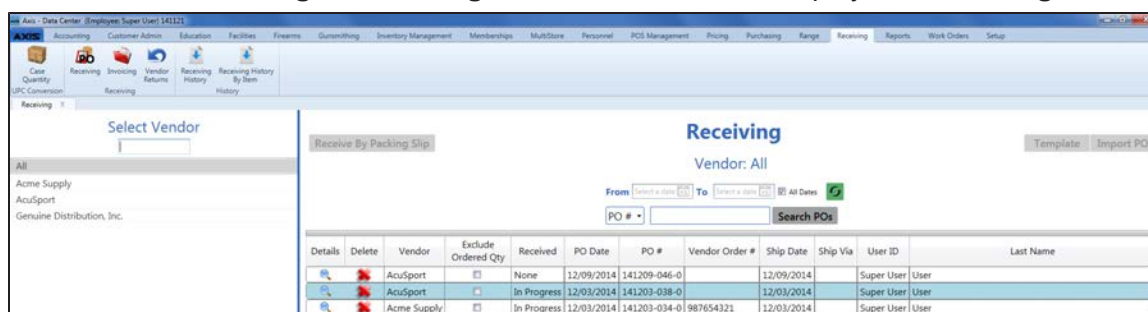 Axis - Data Center (Employee: Super User) 141121
AXIS Accounting Customer Admin Education Facilities Firearms Gunsmithing Inventory Management Memberships MultiStore Personnel POS Management Pricing Purchasing Range Receiving Reports Work Orders Setup
Case Quantity Receiving Invoicing Vendor Returns Receiving History Receiving History By Item
UPC Conversion Receiving History
Receiving X
Select Vendor
All
Acme Supply
AcuSport
Genuine Distribution, Inc.
Receive By Packing Slip
Receiving
Template Import PO
Vendor: All
From Select a date To Select a date All Dates
PO # Search POs
Details Delete Vendor Exclude Ordered Qty Received PO Date PO # Vendor Order # Ship Date Ship Via User ID Last Name
AcuSport None 12/09/2014 141209-046-0 12/09/2014 Super User User
AcuSport In Progress 12/03/2014 141203-038-0 12/03/2014 Super User User
Acme Supply In Progress 12/03/2014 141203-034-0 987654321 12/03/2014 Super User User